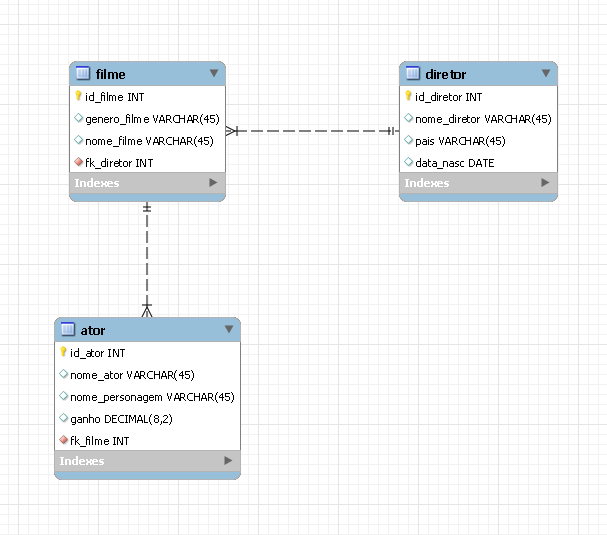 filme
id_filme INT
genero_filme VARCHAR(45)
nome_filme VARCHAR(45)
fk_diretor INT
Indexes
diretor
id_diretor INT
nome_diretor VARCHAR(45)
pais VARCHAR(45)
data_nasc DATE
Indexes
ator
id_ator INT
nome_ator VARCHAR(45)
nome_personagem VARCHAR(45)
ganho DECIMAL(8,2)
fk_filme INT
Indexes